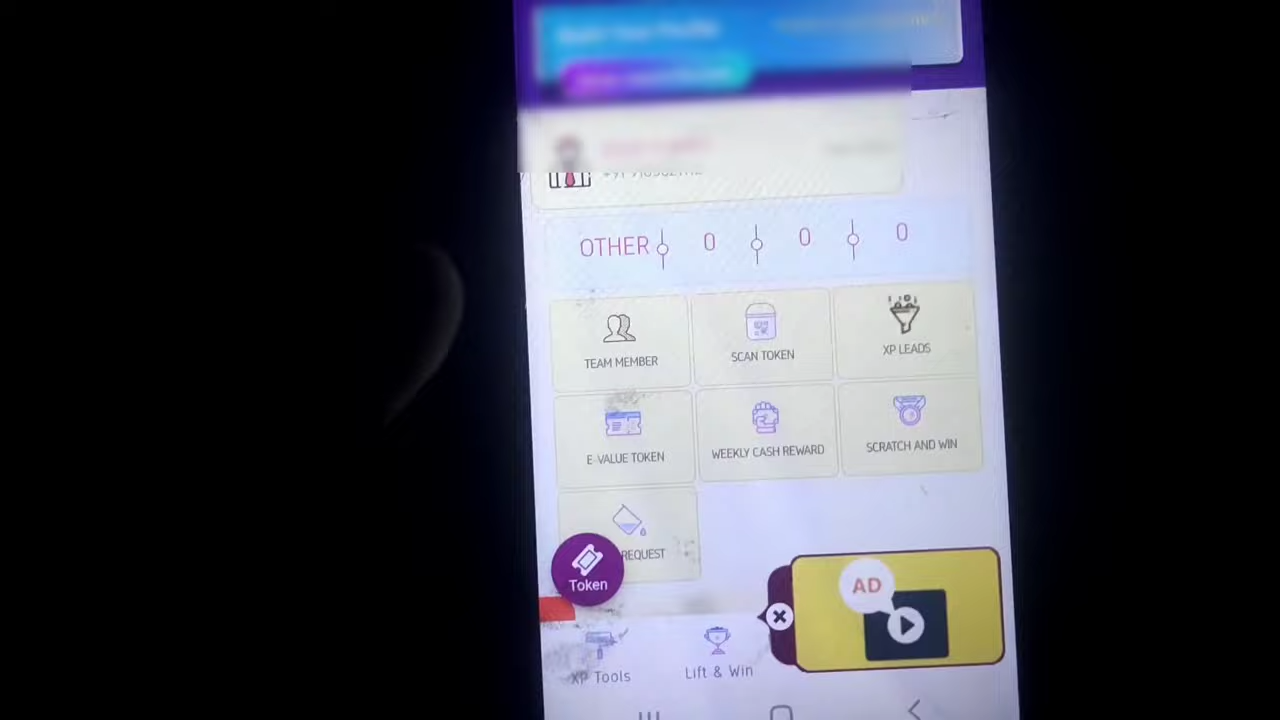 OTHER 0 0 0
TEAM MEMBER
SCAN TOKEN
XP LEADS
E-VALUE TOKEN
WEEKLY CASH REWARD
SCRATCH AND WIN
REQUEST
Token
AD
XP Tools
Lift & Win